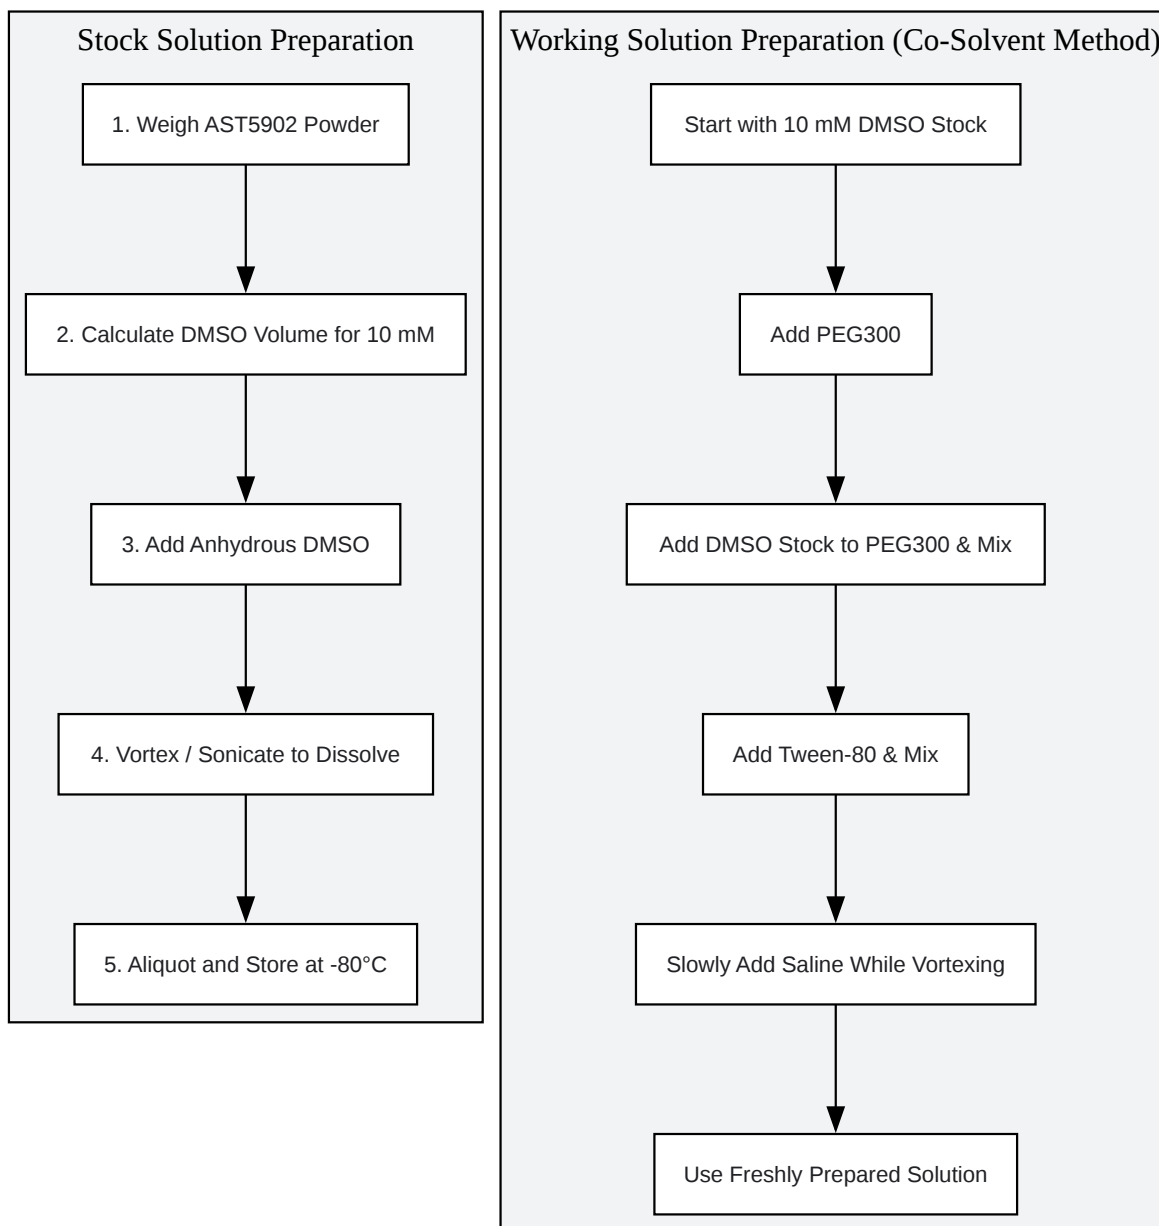 Stock Solution Preparation
1. Weigh AST5902 Powder
2. Calculate DMSO Volume for 10 mM
3. Add Anhydrous DMSO
4. Vortex / Sonicate to Dissolve
5. Aliquot and Store at -80°C
Working Solution Preparation (Co-Solvent Method)
Start with 10 mM DMSO Stock
Add PEG300
Add DMSO Stock to PEG300 & Mix
Add Tween-80 & Mix
Slowly Add Saline While Vortexing
Use Freshly Prepared Solution